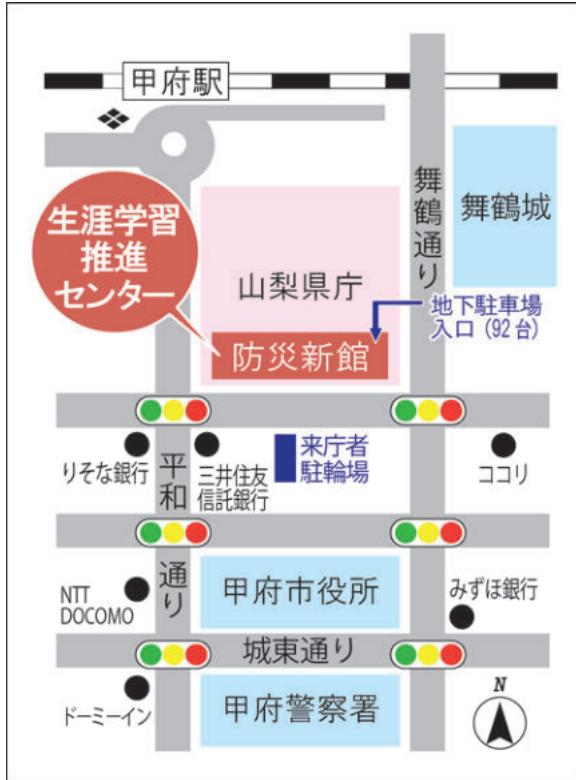 甲府駅
生涯学習
推進
センター
山梨県庁
防災新館
舞鶴通り
舞鶴城
地下駐車場
入口（92台）
りそな銀行
平和
三井住友
信託銀行
来庁者
駐輪場
ココリ
通り
NTT
DOCOMO
甲府市役所
みずほ銀行
城東通り
ドーミーイン
甲府警察署
N